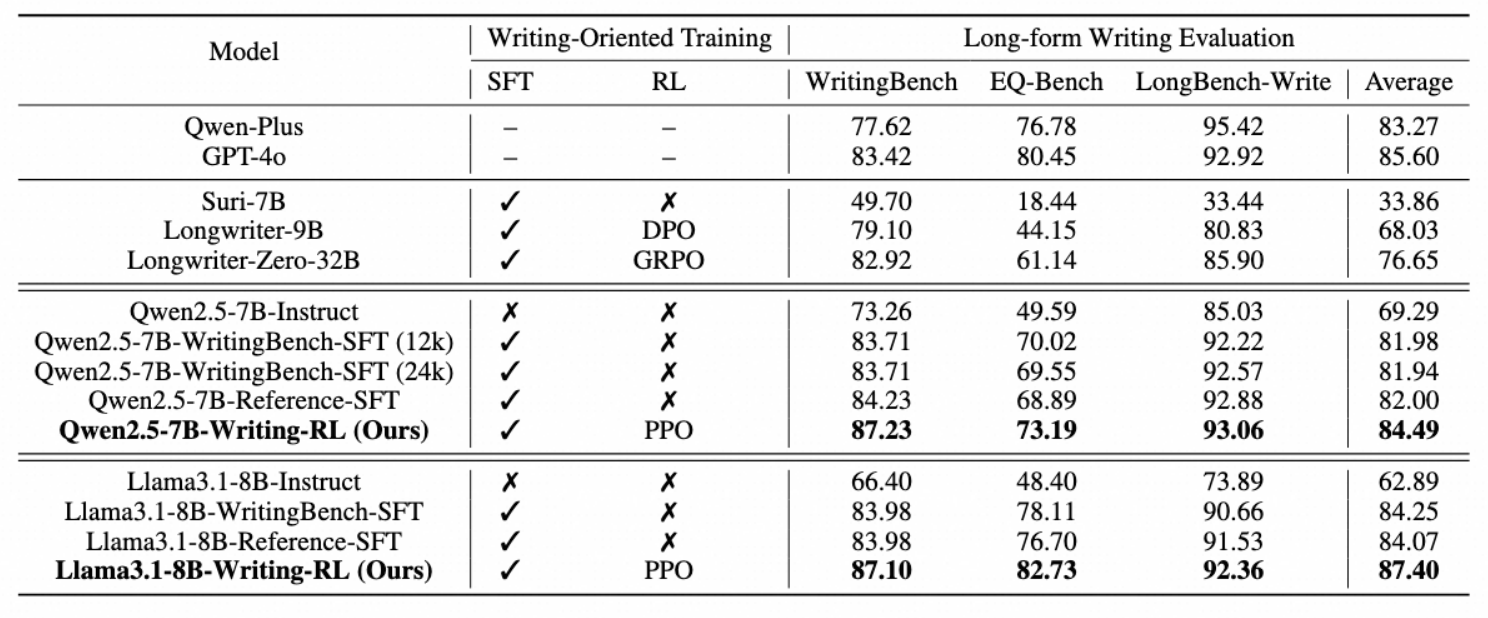 Model Writing-Oriented Training Long-form Writing Evaluation
SFT RL WritingBench EQ-Bench LongBench-Write Average
Qwen-Plus – – 77.62 76.78 95.42 83.27
GPT-4o – – 83.42 80.45 92.92 85.60
Suri-7B ✓ ✗ 49.70 18.44 33.44 33.86
Longwriter-9B ✓ DPO 79.10 44.15 80.83 68.03
Longwriter-Zero-32B ✓ GRPO 82.92 61.14 85.90 76.65
Qwen2.5-7B-Instruct ✗ ✗ 73.26 49.59 85.03 69.29
Qwen2.5-7B-WritingBench-SFT (12k) ✓ ✗ 83.71 70.02 92.22 81.98
Qwen2.5-7B-WritingBench-SFT (24k) ✓ ✗ 83.71 69.55 92.57 81.94
Qwen2.5-7B-Reference-SFT ✓ ✗ 84.23 68.89 92.88 82.00
Qwen2.5-7B-Writing-RL (Ours) ✓ PPO 87.23 73.19 93.06 84.49
Llama3.1-8B-Instruct ✗ ✗ 66.40 48.40 73.89 62.89
Llama3.1-8B-WritingBench-SFT ✓ ✗ 83.98 78.11 90.66 84.25
Llama3.1-8B-Reference-SFT ✓ ✗ 83.98 76.70 91.53 84.07
Llama3.1-8B-Writing-RL (Ours) ✓ PPO 87.10 82.73 92.36 87.40